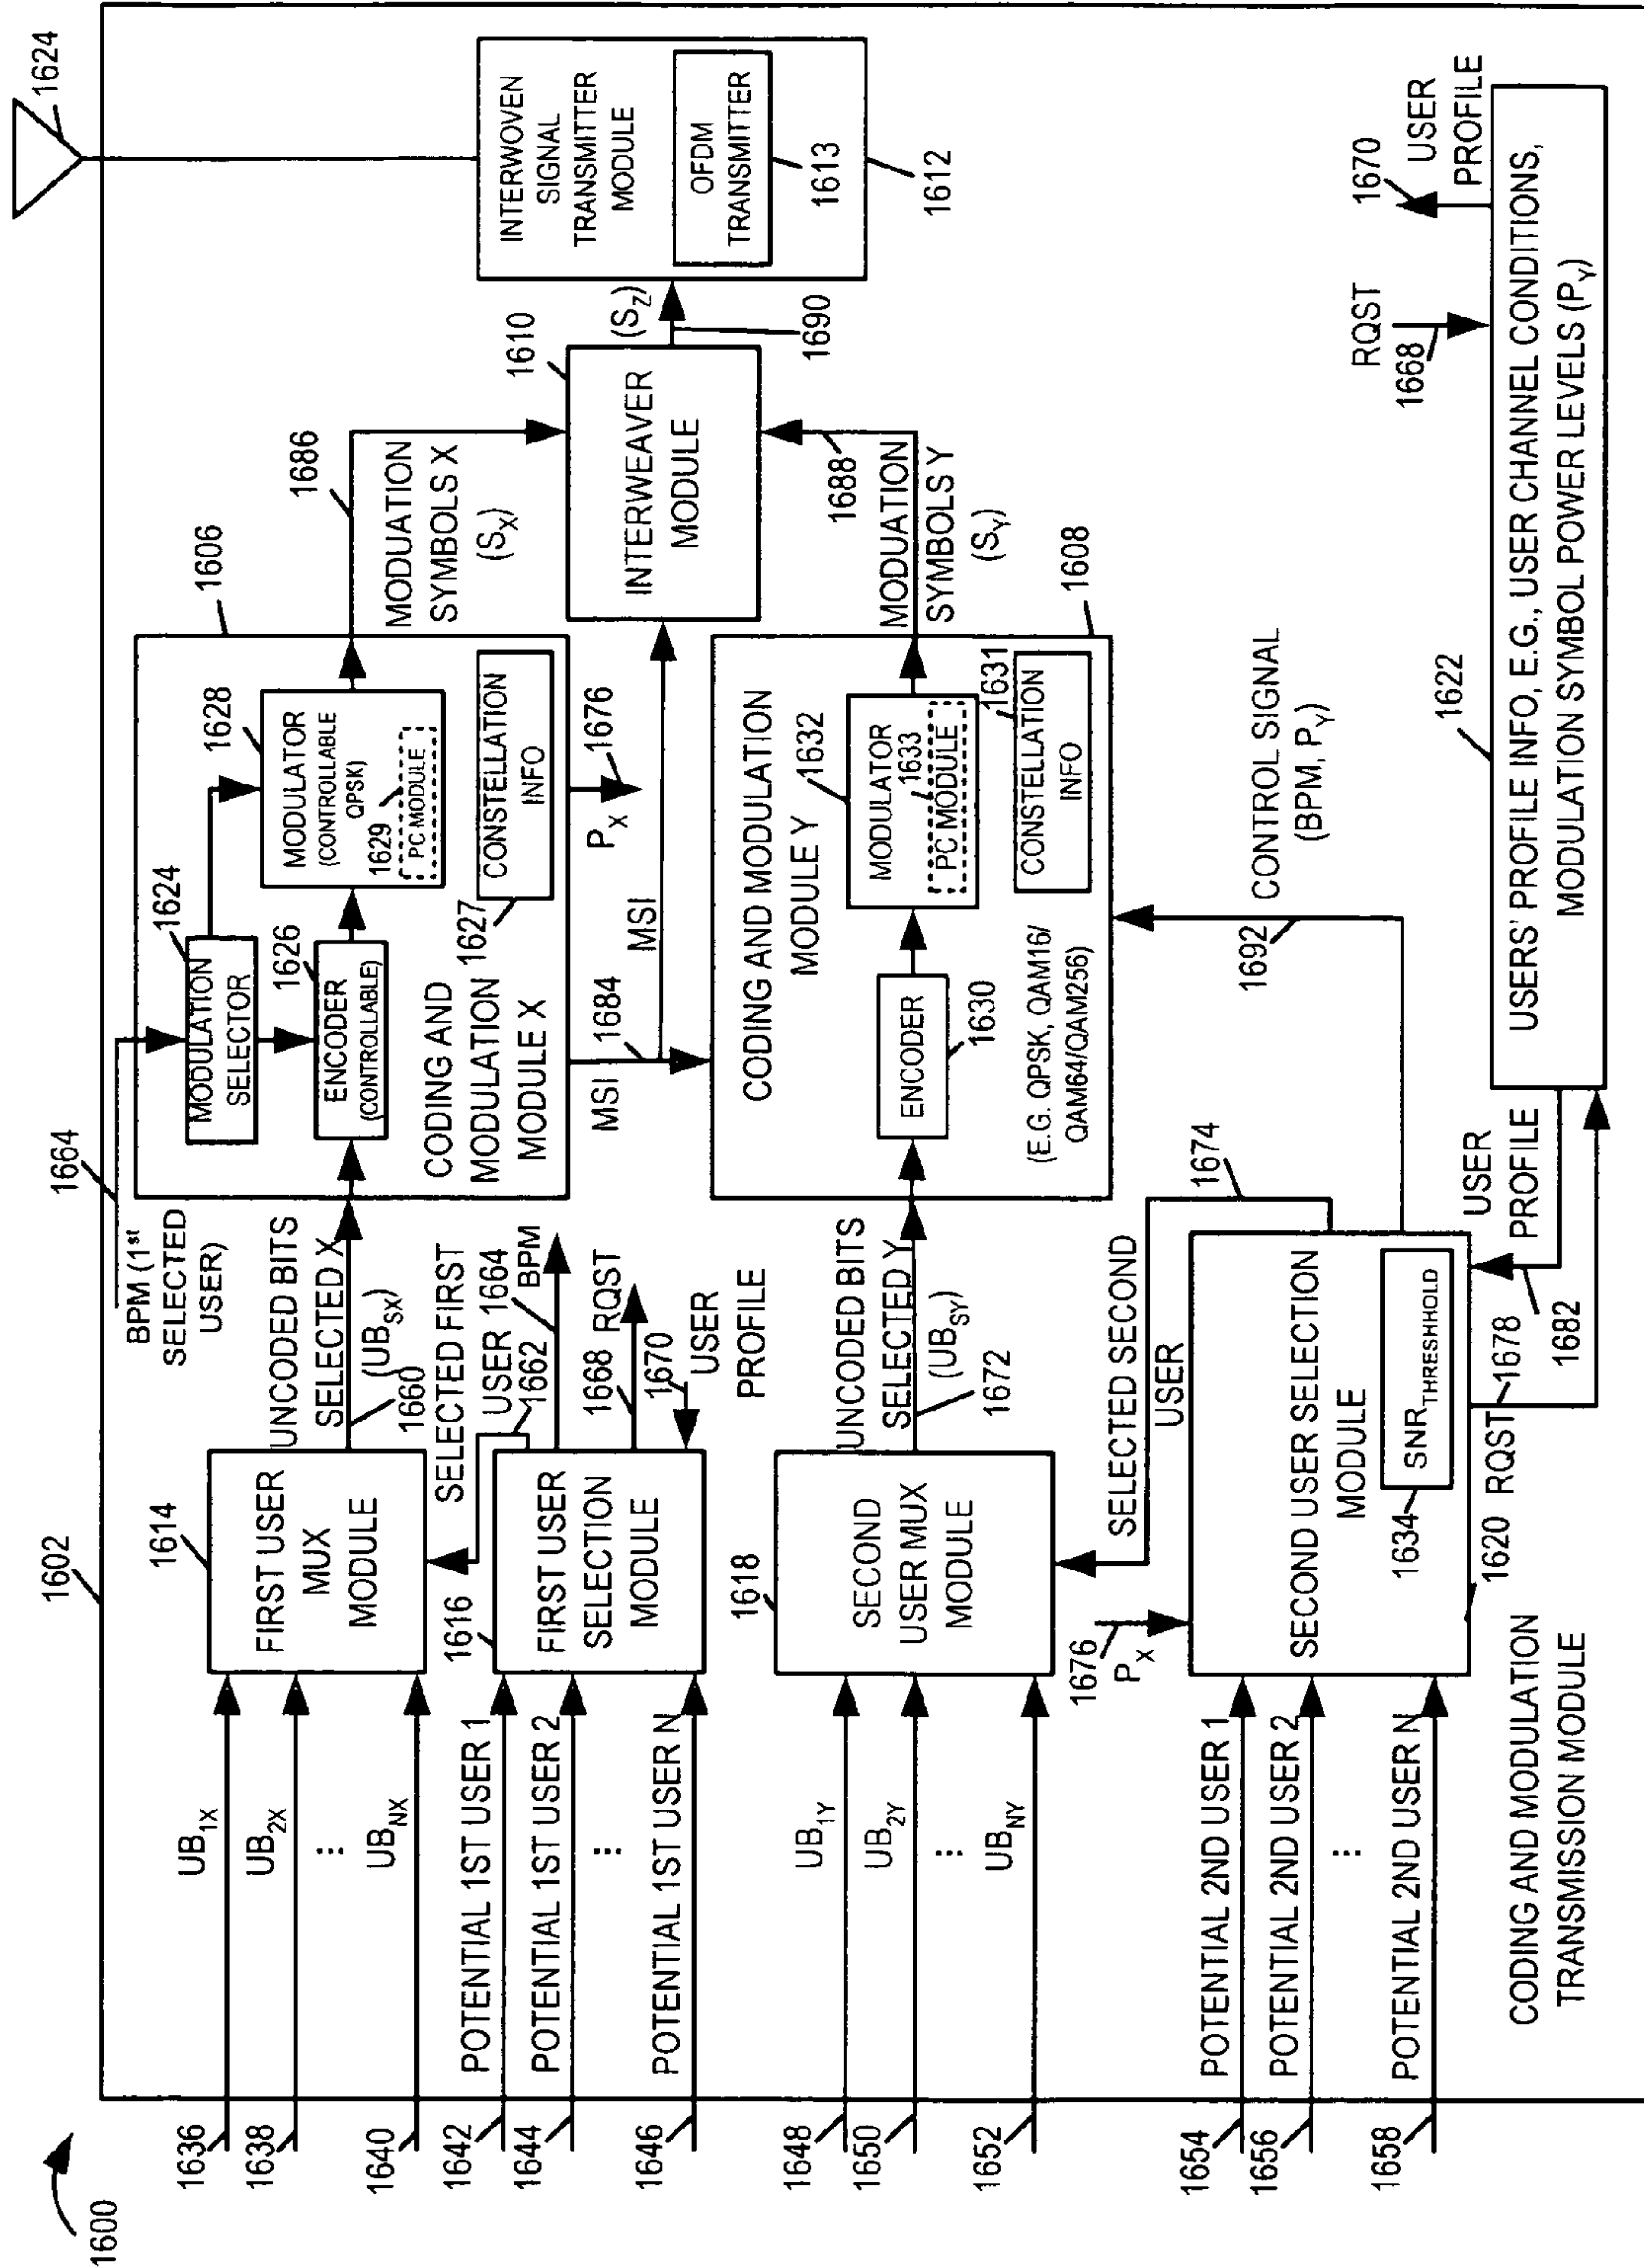 1600
1602
1636
UB1X
1638
UB2X
⋮
1640
UBNX
1614
FIRST USER
MUX
MODULE
1642
POTENTIAL 1ST USER 1
1644
POTENTIAL 1ST USER 2
⋮
1646
POTENTIAL 1ST USER N
1616
FIRST USER
SELECTION
MODULE
1664
BPM (1st
SELECTED
USER)
UNCODED BITS
SELECTED X
(UBSX)
1660
SELECTED FIRST
USER
1662
1664
BPM
RQST
1668
1670
USER
PROFILE
1648
UB1Y
1650
UB2Y
⋮
1652
UBNY
1618
SECOND
USER MUX
MODULE
UNCODED BITS
SELECTED Y
(UBSY)
1672
SELECTED SECOND
USER
1674
1676
PX
1654
POTENTIAL 2ND USER 1
1656
POTENTIAL 2ND USER 2
⋮
1658
POTENTIAL 2ND USER N
SECOND USER SELECTION
MODULE
SNRTHRESHHOLD
1634
1620
RQST
1678
1682
USER
PROFILE
CODING AND MODULATION
TRANSMISSION MODULE
1606
1624
MODULATION
SELECTOR
1626
ENCODER
(CONTROLLABLE)
1628
MODULATOR
(CONTROLLABLE
QPSK)
1629
PC MODULE
CODING AND
MODULATION
MODULE X
1627
CONSTELLATION
INFO
PX
1676
MSI
1684
MSI
1686
MODUATION
SYMBOLS X
(SX)
1608
CODING AND MODULATION
MODULE Y
1632
MODULATOR
1633
PC MODULE
ENCODER
1630
1631
CONSTELLATION
INFO
(E.G. QPSK, QAM16/
QAM64/QAM256)
1688
MODUATION
SYMBOLS Y
(SY)
1692
CONTROL SIGNAL
(BPM, PY)
1610
INTERWEAVER
MODULE
(SZ)
1690
1624
INTERWOVEN
SIGNAL
TRANSMITTER
MODULE
OFDM
TRANSMITTER
1613
1612
RQST
1668
1670
USER
PROFILE
1622
USERS' PROFILE INFO, E.G., USER CHANNEL CONDITIONS,
MODULATION SYMBOL POWER LEVELS (PY)